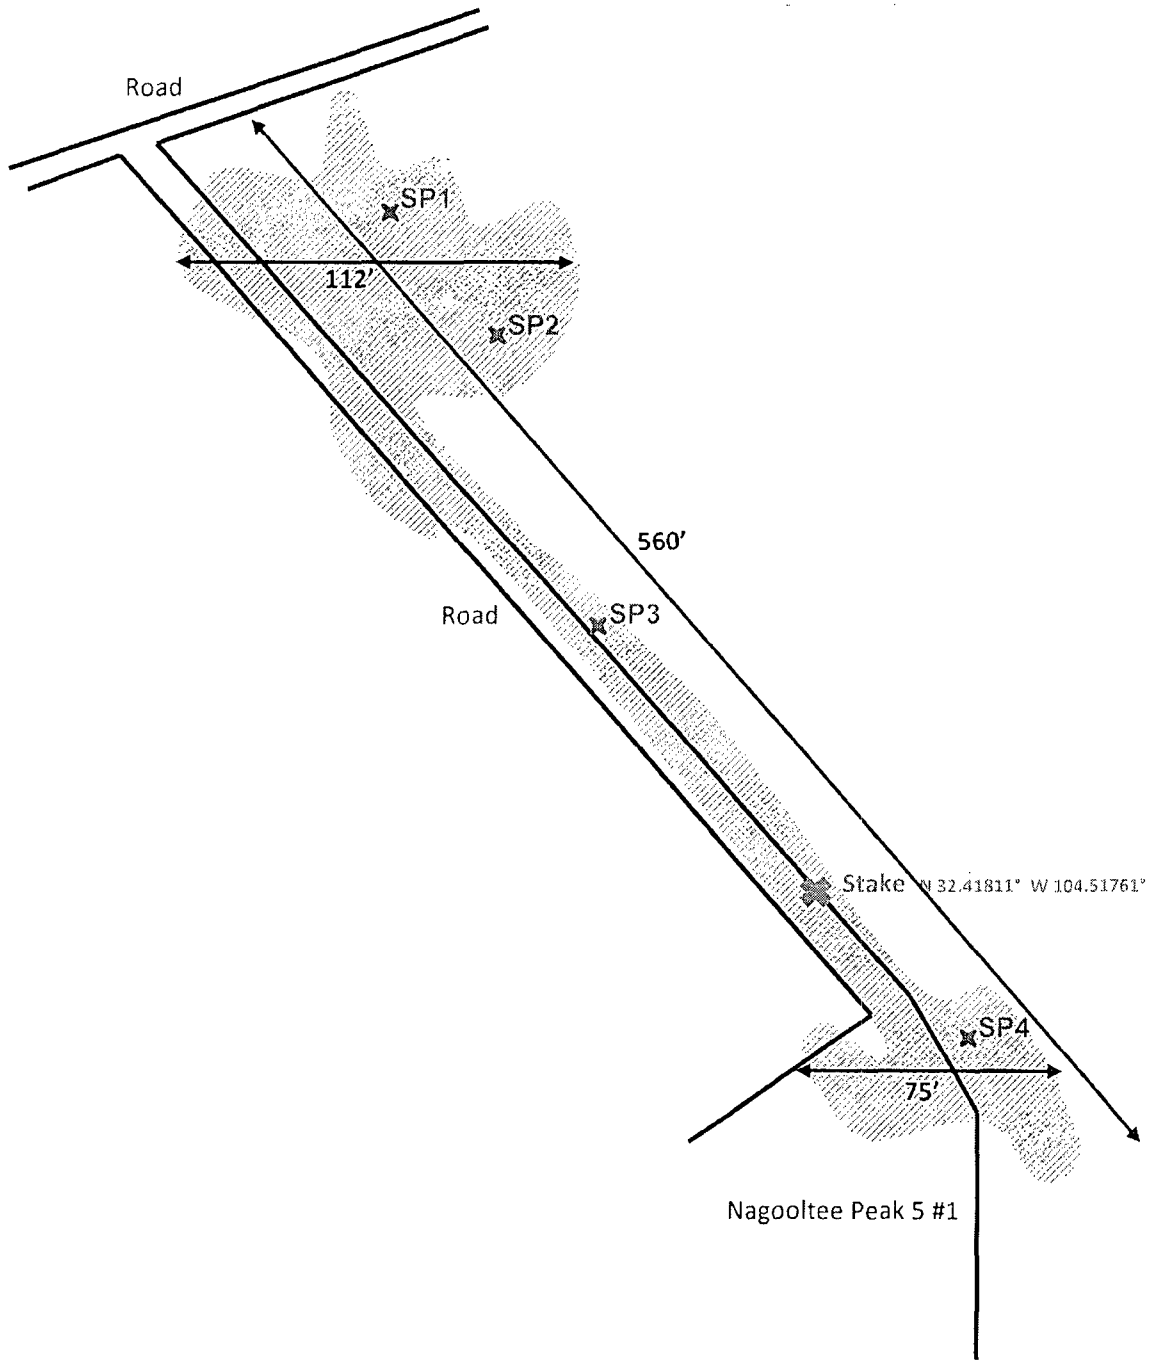 Road
SP1
112'
SP2
560'
SP3
Road
Stake N 32.41811° W 104.51761°
SP4
75'
Nagooltee Peak 5 #1